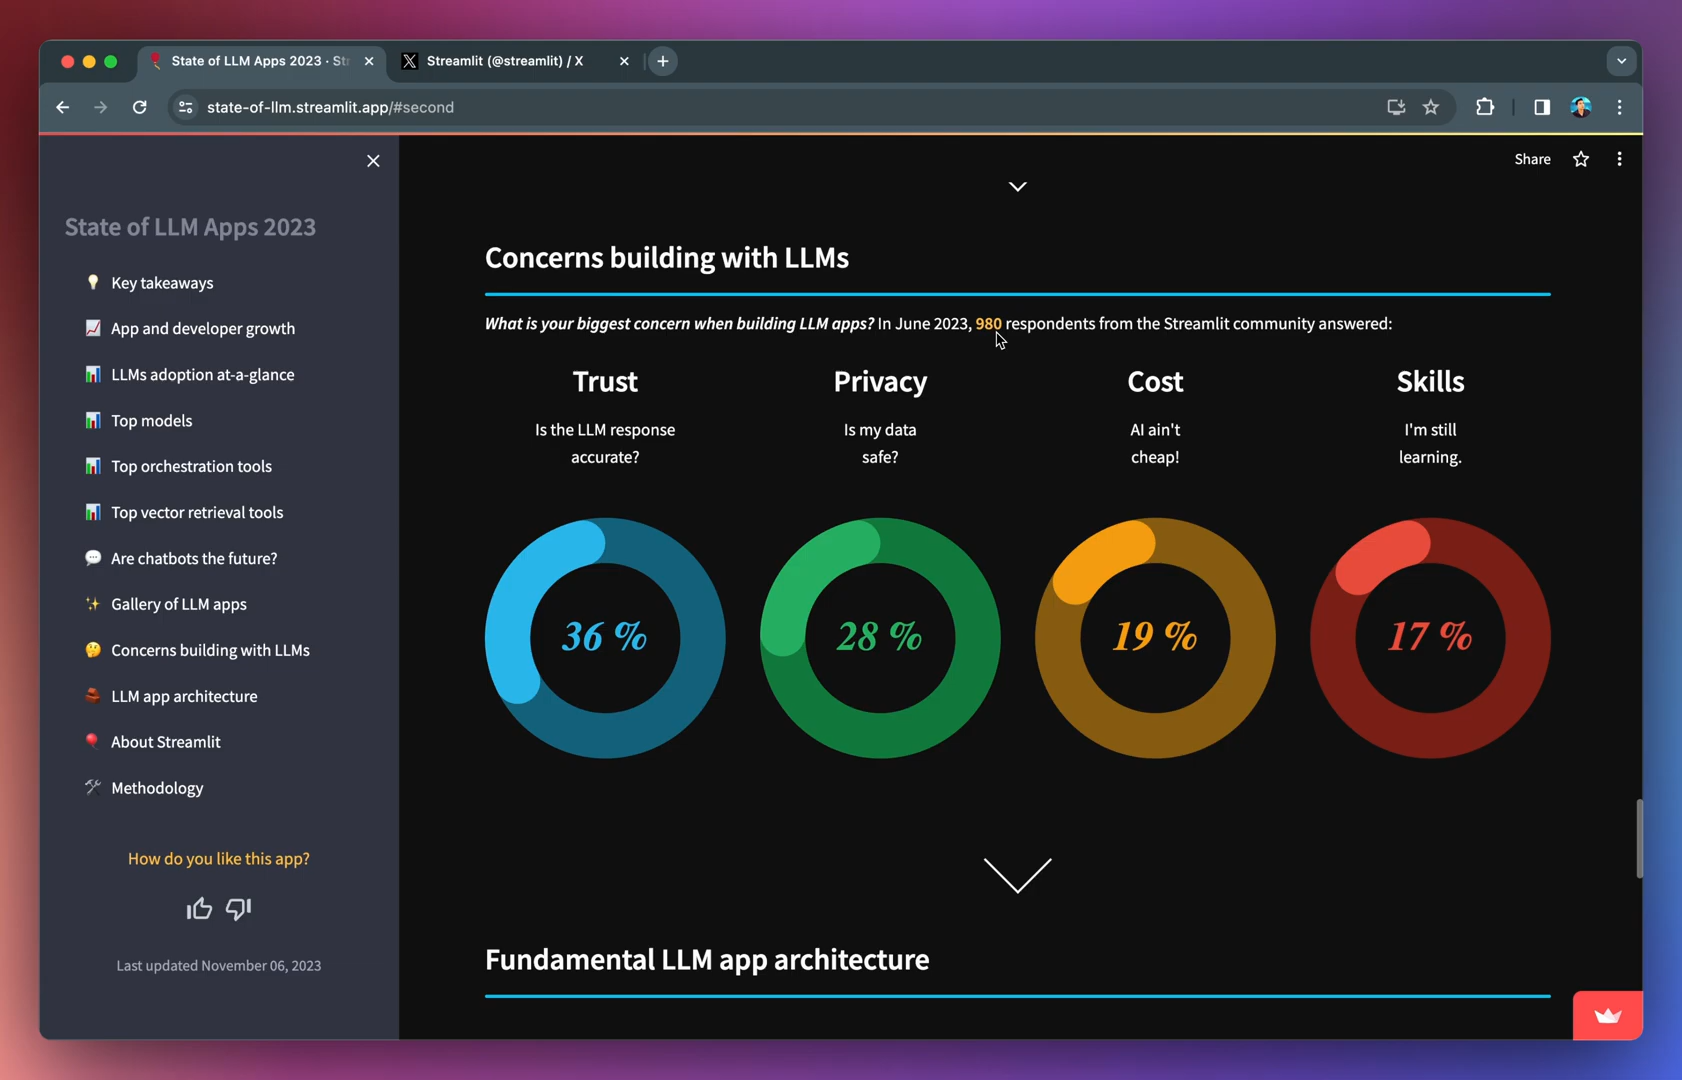 State of LLM Apps 2023 · Str
Streamlit (@streamlit) / X
state-of-llm.streamlit.app/#second
Share
State of LLM Apps 2023
Key takeaways
App and developer growth
LLMs adoption at-a-glance
Top models
Top orchestration tools
Top vector retrieval tools
Are chatbots the future?
Gallery of LLM apps
Concerns building with LLMs
LLM app architecture
About Streamlit
Methodology
How do you like this app?
Last updated November 06, 2023
Concerns building with LLMs
What is your biggest concern when building LLM apps? In June 2023, 980 respondents from the Streamlit community answered:
Trust
Is the LLM response
accurate?
36 %
Privacy
Is my data
safe?
28 %
Cost
AI ain't
cheap!
19 %
Skills
I'm still
learning.
17 %
Fundamental LLM app architecture